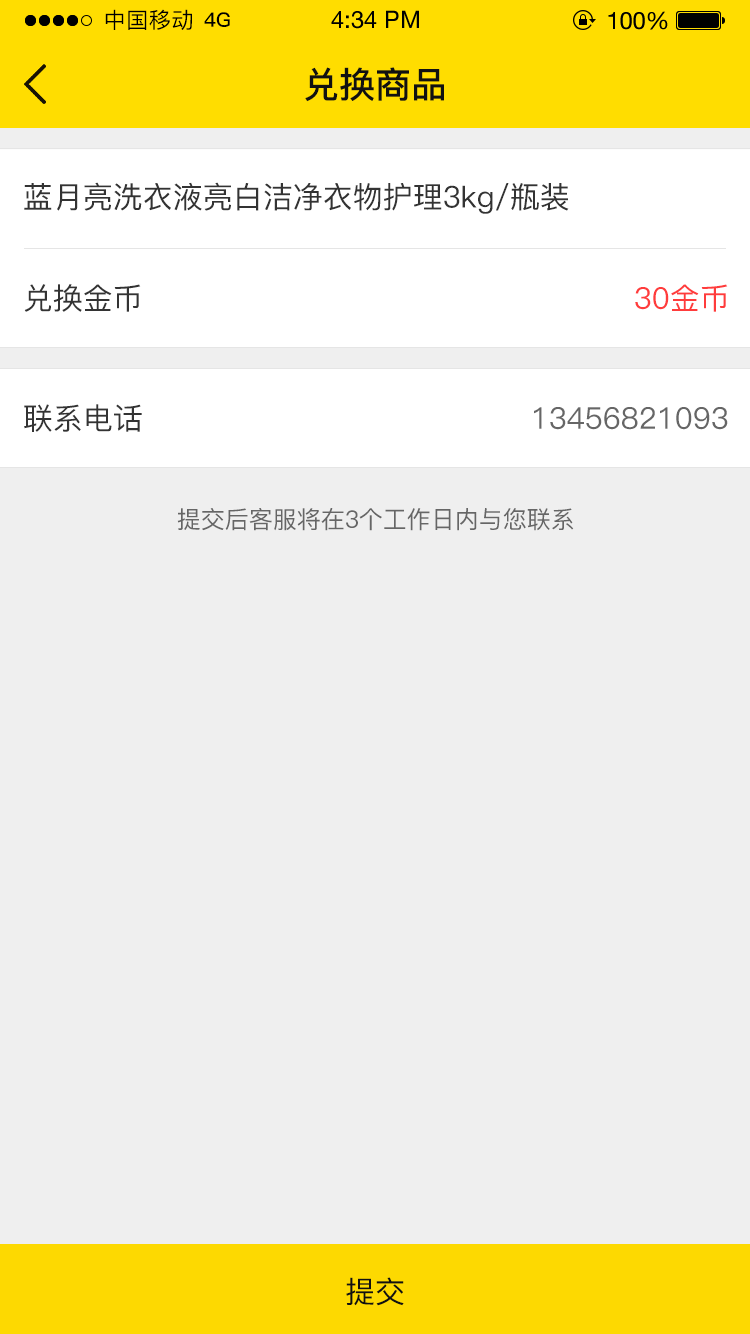 中国移动 4G 4:34 PM 100%
兑换商品
蓝月亮洗衣液亮白洁净衣物护理3kg/瓶装
兑换金币 30金币
联系电话 13456821093
提交后客服将在3个工作日内与您联系
提交